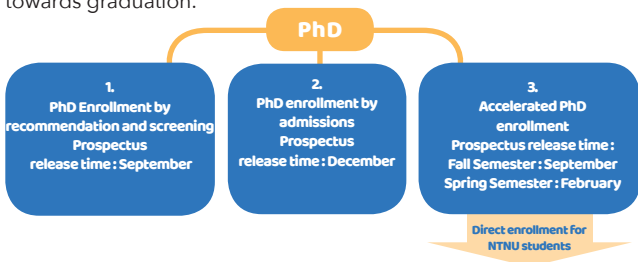 towards graduation.
PhD
1.
PhD Enrollment by
recommendation and screening
Prospectus
release time : September
2.
PhD enrollment by
admissions
Prospectus
release time : December
3.
Accelerated PhD
enrollment
Prospectus release time :
Fall Semester : September
Spring Semester : February
Direct enrollment for
NTNU students